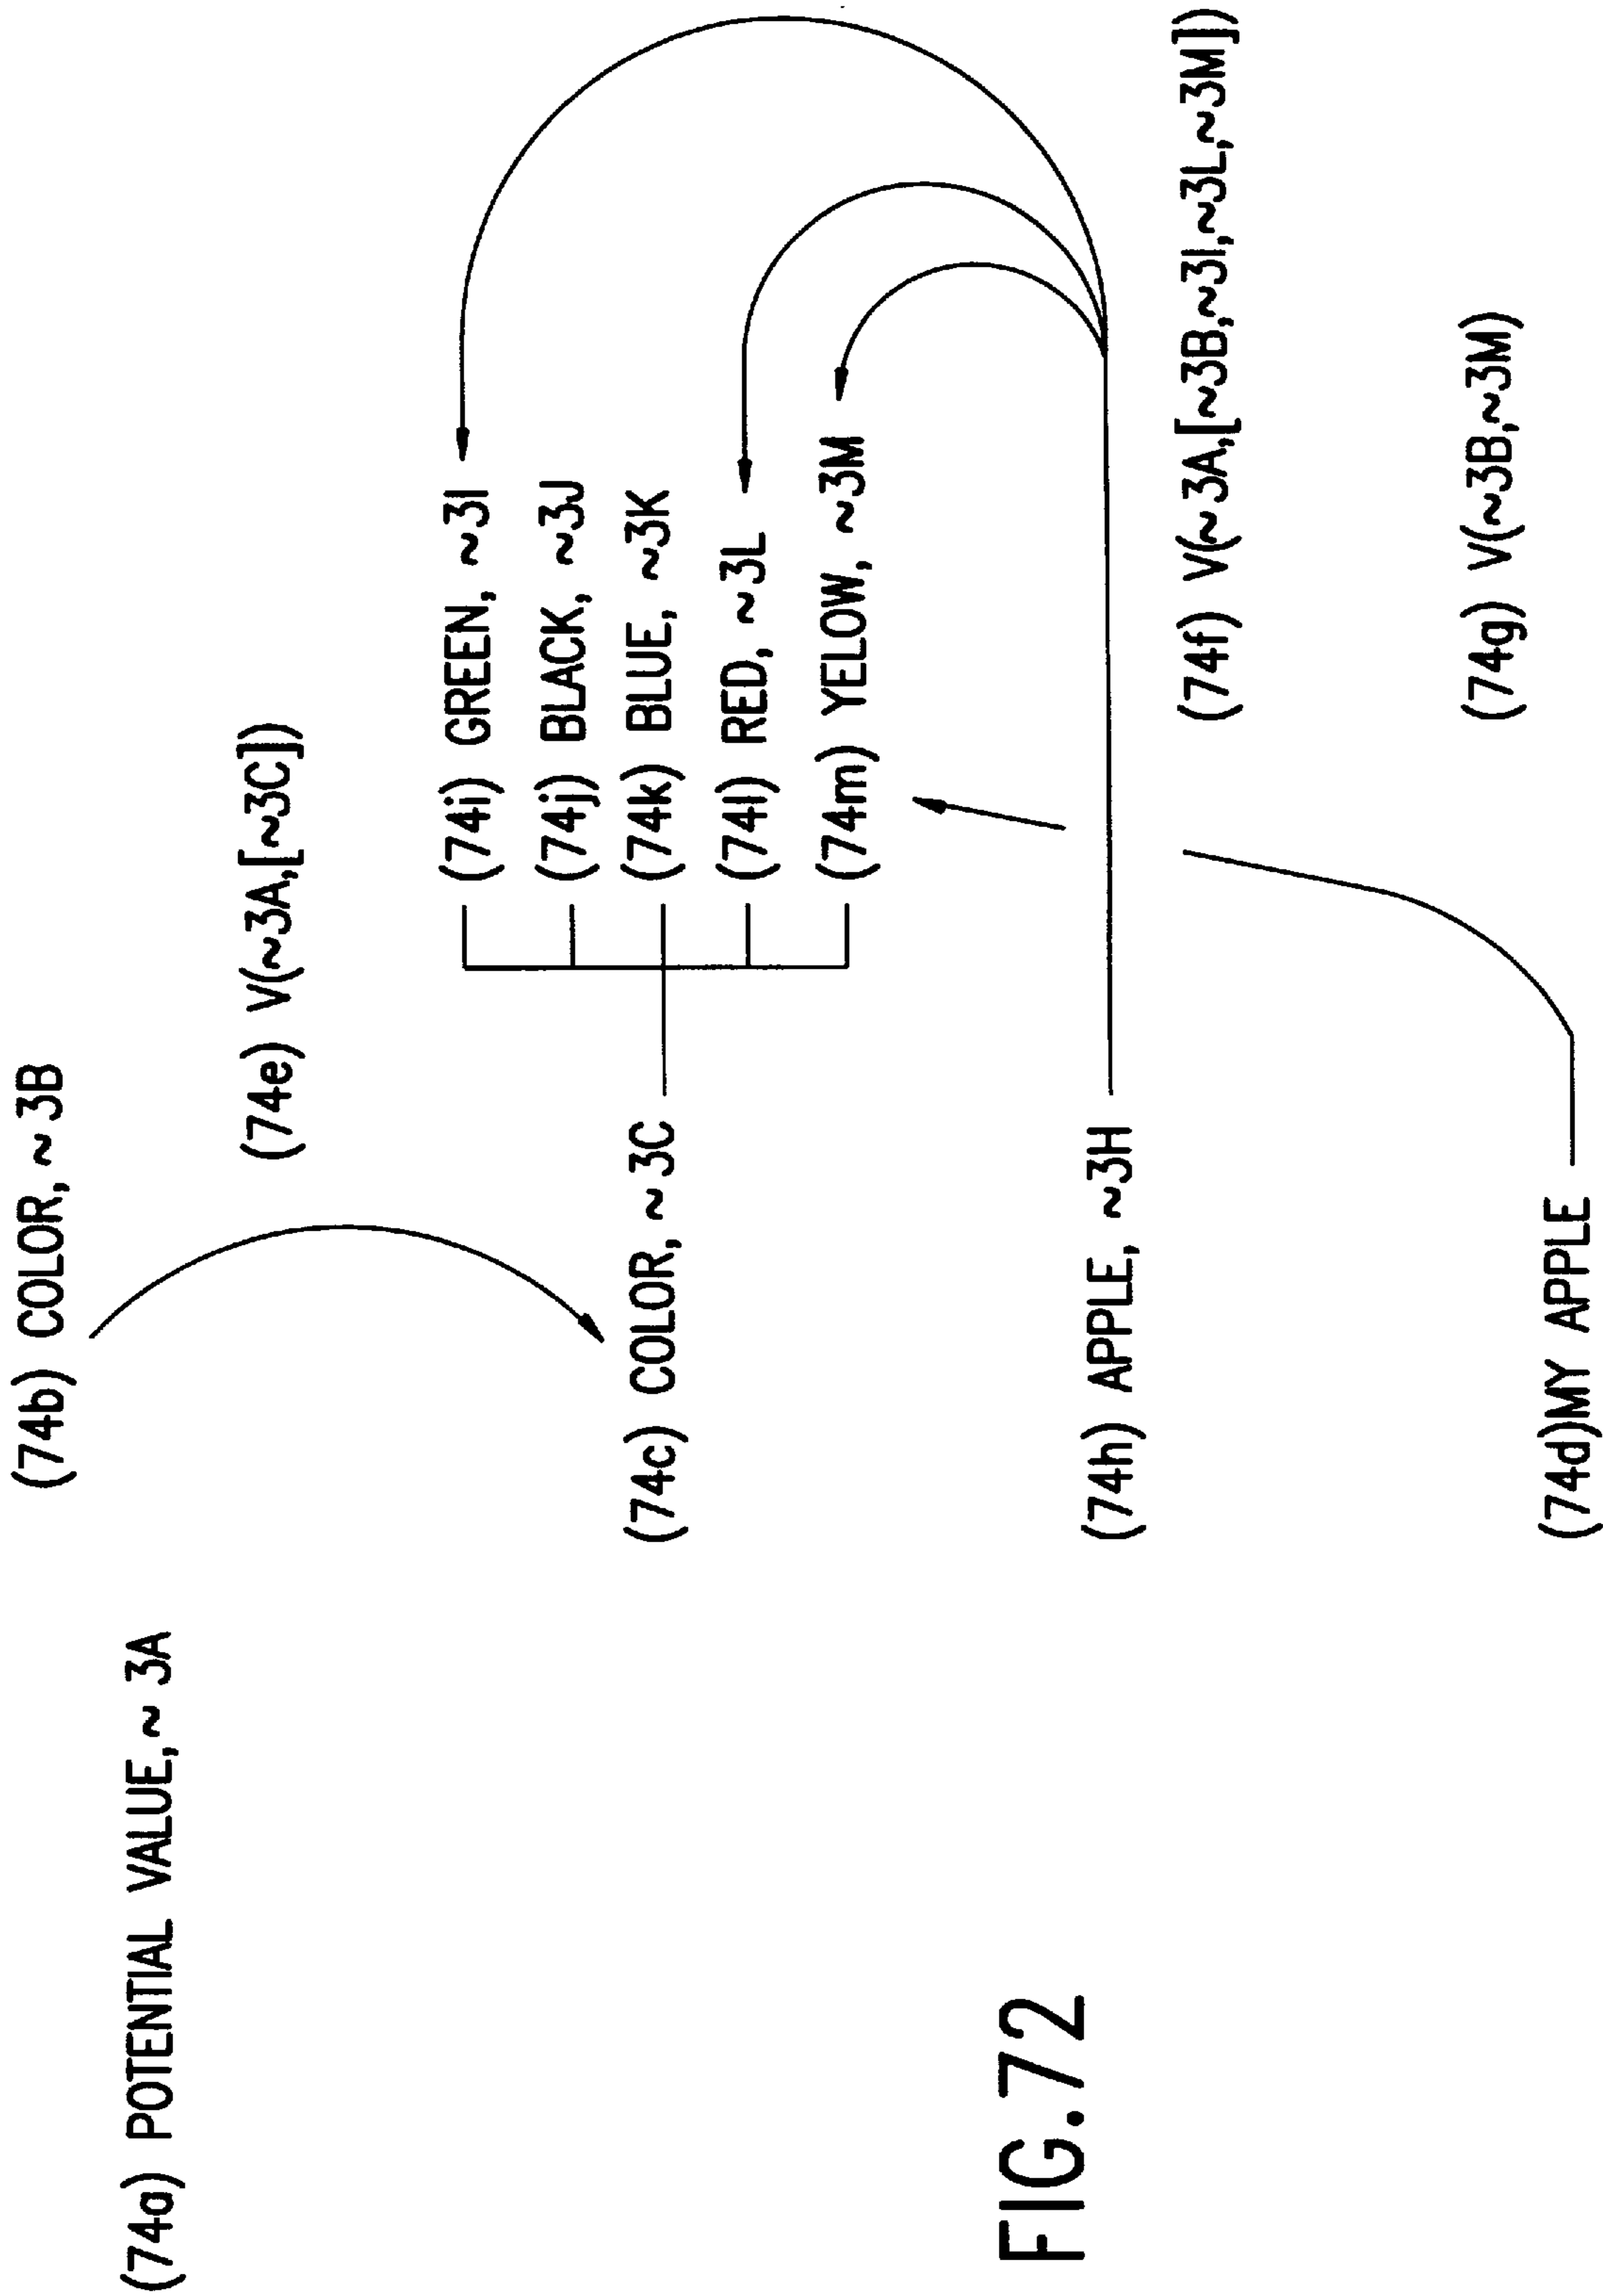 (74b) COLOR, ~3B
(74a) POTENTIAL VALUE,~ 3A
(74e) V(~3A,[~3C])
(74i) GREEN, ~3I
(74j) BLACK, ~3J
(74c) COLOR, ~3C
(74k) BLUE, ~3K
(74l) RED, ~3L
(74m) YELLOW, ~3M
(74h) APPLE, ~3H
(74f) V(~3A,[~3B,~3I,~3L,~3M])
(74g) V(~3B,~3M)
(74d)MY APPLE
FIG.72